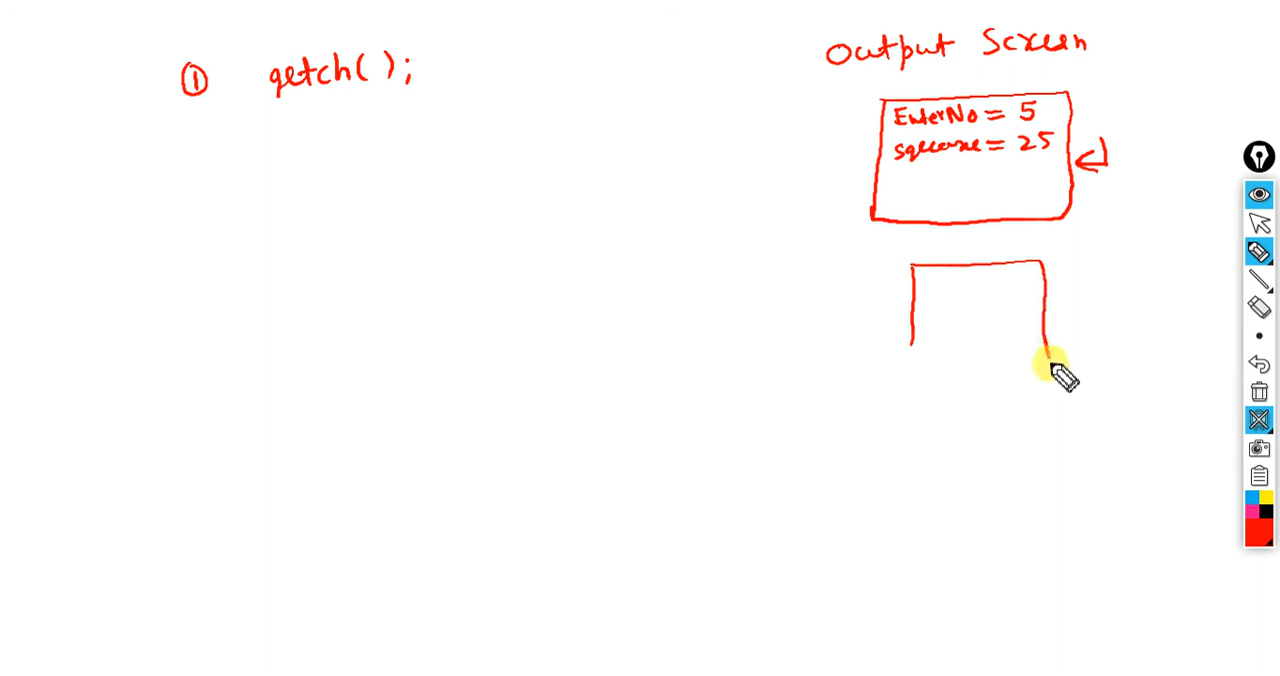 ① getch( );
Output Screen
EnterNo = 5
Square = 25